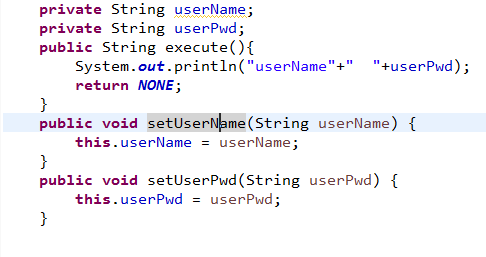 private String userName;
private String userPwd;
public String execute(){
System.out.println("userName"+"  "+userPwd);
return NONE;
}
public void setUserName(String userName) {
this.userName = userName;
}
public void setUserPwd(String userPwd) {
this.userPwd = userPwd;
}